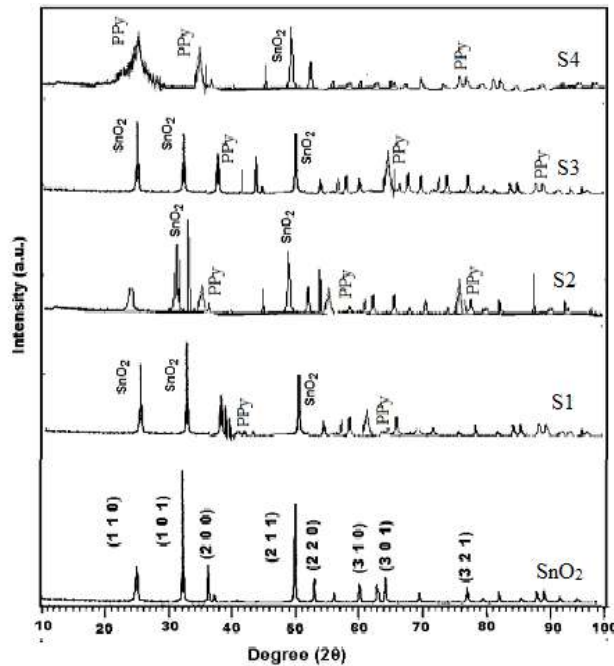 PPy
PPy
SnO2
PPy
S4
SnO2
SnO2
PPy
SnO2
PPy
PPy
S3
SnO2
PPy
SnO2
PPy
PPy
S2
SnO2
SnO2
PPy
SnO2
PPy
S1
(1 1 0)
(1 0 1)
(2 0 0)
(2 1 1)
(2 2 0)
(3 1 0)
(3 0 1)
(3 2 1)
SnO2
Intensity (a.u.)
10 20 30 40 50 60 70 80 90 100
Degree (2θ)